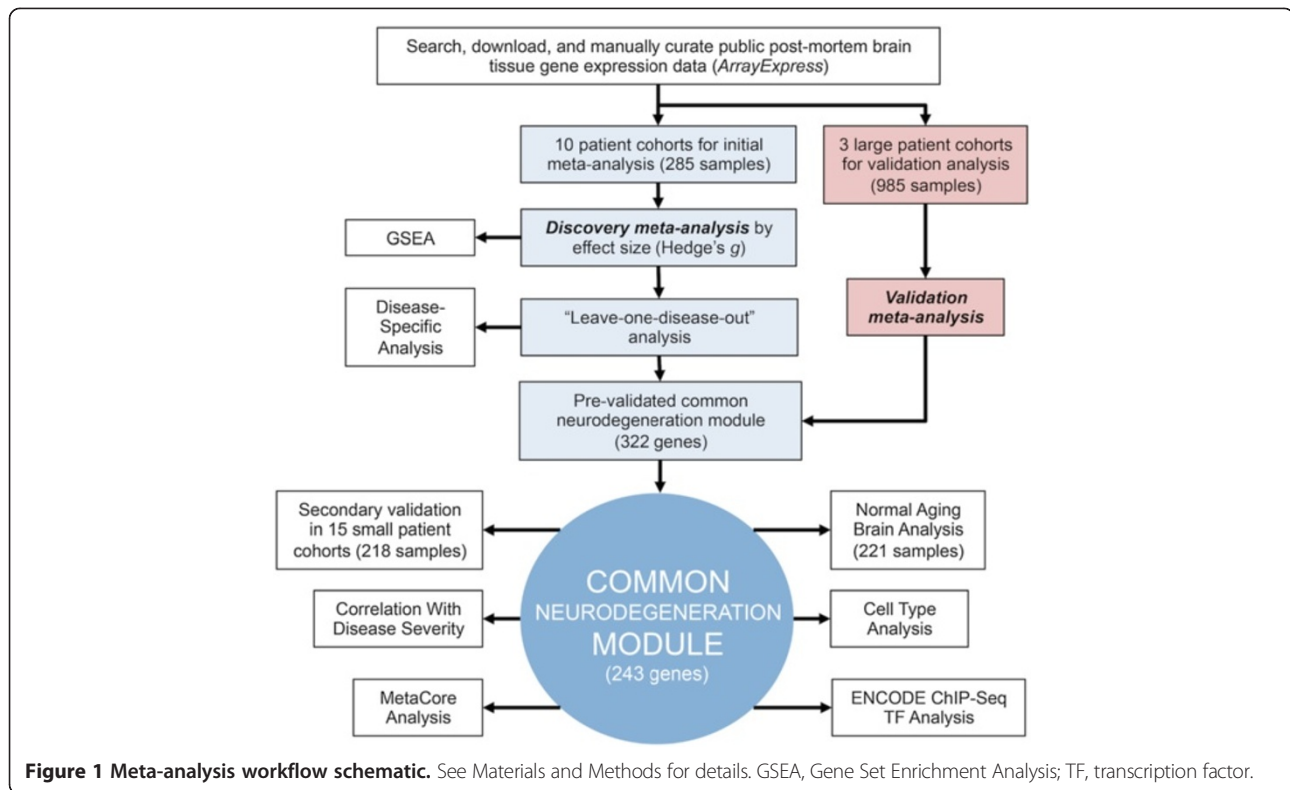 Search, download, and manually curate public post-mortem brain
tissue gene expression data (ArrayExpress)
10 patient cohorts for initial
meta-analysis (285 samples)
3 large patient cohorts
for validation analysis
(985 samples)
GSEA
Discovery meta-analysis by
effect size (Hedge's g)
Disease-
Specific
Analysis
"Leave-one-disease-out"
analysis
Validation
meta-analysis
Pre-validated common
neurodegeneration module
(322 genes)
Secondary validation
in 15 small patient
cohorts (218 samples)
Normal Aging
Brain Analysis
(221 samples)
COMMON
NEURODEGENERATION
MODULE
(243 genes)
Correlation With
Disease Severity
Cell Type
Analysis
MetaCore
Analysis
ENCODE ChIP-Seq
TF Analysis
Figure 1 Meta-analysis workflow schematic. See Materials and Methods for details. GSEA, Gene Set Enrichment Analysis; TF, transcription factor.